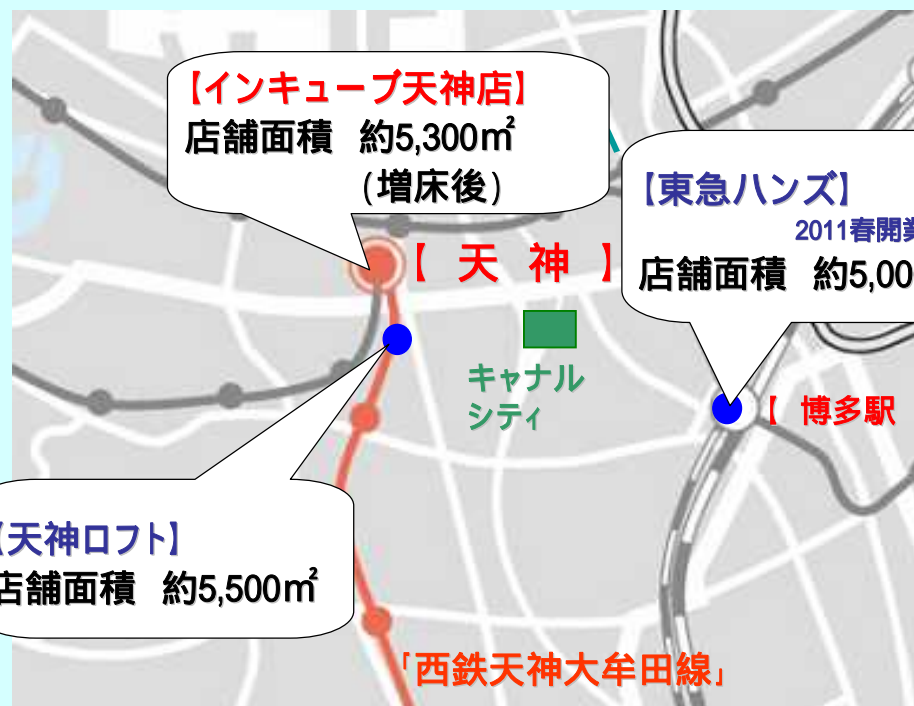 【インキューブ天神店】
店舗面積 約5,300㎡
(増床後)
【東急ハンズ】
2011春開業
店舗面積 約5,00
【 天 神 】
キャナル
シティ
【 博多駅
【天神ロフト】
店舗面積 約5,500㎡
「西鉄天神大牟田線」